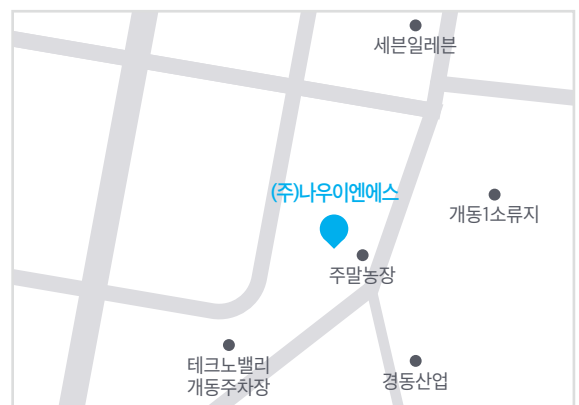 세븐일레븐
(주)나우이엔에스
개동1소류지
주말농장
테크노밸리
개동주차장
경동산업